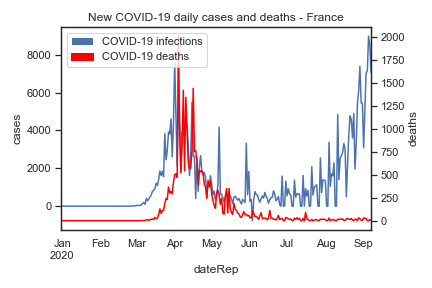 New COVID-19 daily cases and deaths - France
COVID-19 infections
COVID-19 deaths
8000
6000
4000
2000
0
cases
2000
1750
1500
1250
1000
750
500
250
0
deaths
Jan Feb Mar Apr May Jun Jul Aug Sep
2020
dateRep